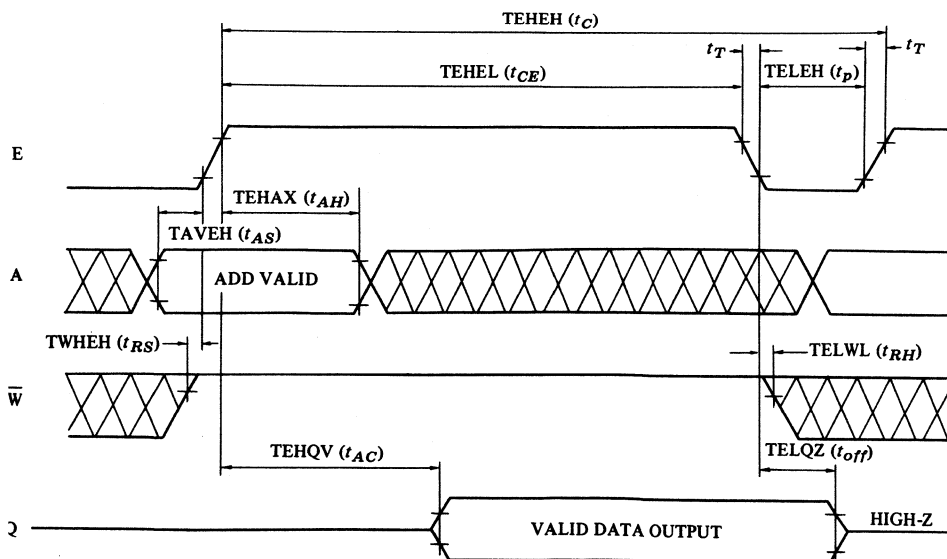 TEHEH (tC)
tT
tT
TEHEL (tCE)
TELEH (tp)
E
TEHAX (tAH)
TAVEH (tAS)
A
ADD VALID
TWHEH (tRS)
TELWL (tRH)
W̅
TEHQV (tAC)
TELQZ (toff)
Q
VALID DATA OUTPUT
HIGH-Z